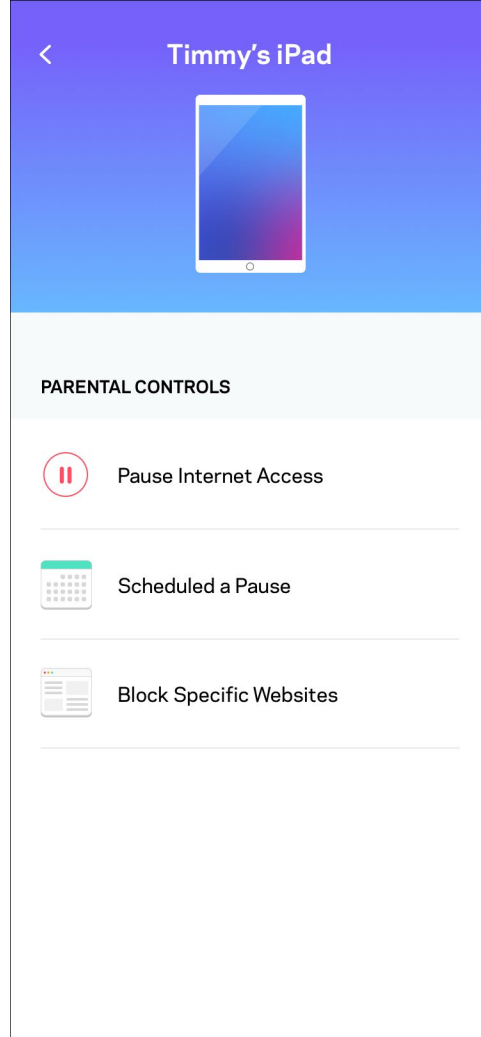 Timmy’s iPad
PARENTAL CONTROLS
Pause Internet Access
Scheduled a Pause
Block Specific Websites